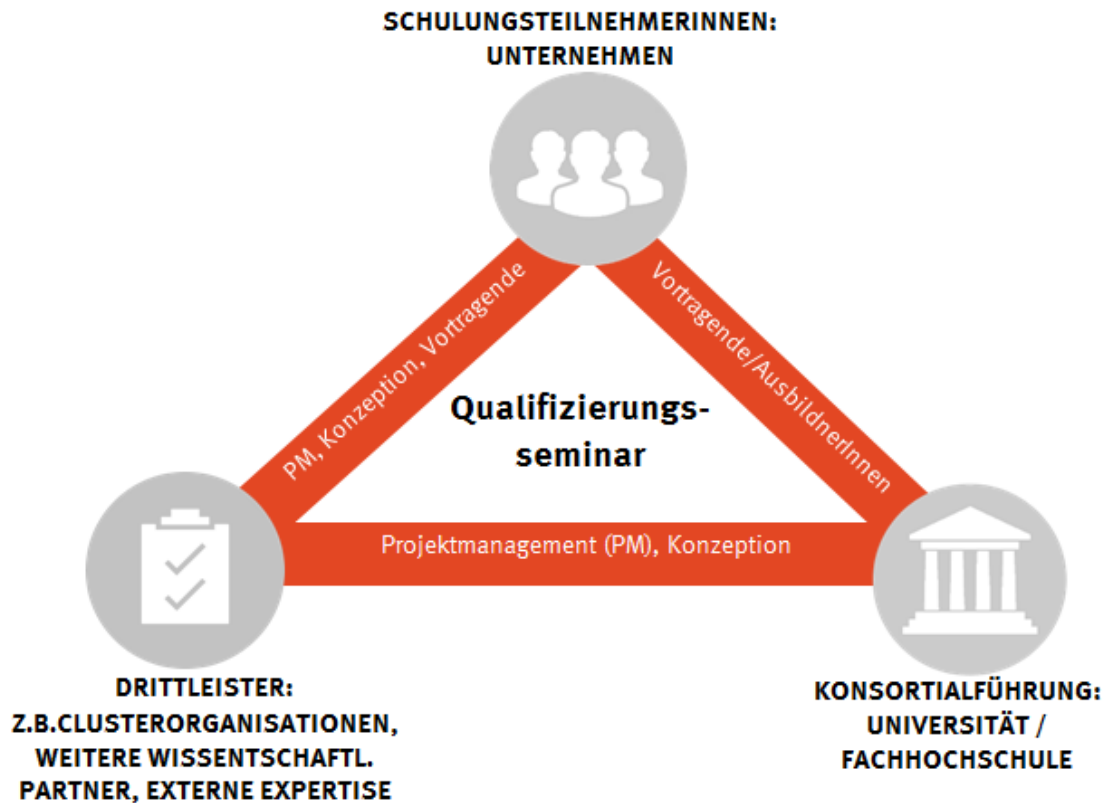 SCHULUNGSTEILNEHMERINNEN:
UNTERNEHMEN
PM, Konzeption, Vortragende
Vortragende/AusbildnerInnen
Qualifizierungs-
seminar
Projektmanagement (PM), Konzeption
DRITTLEISTER:
Z.B.CLUSTERORGANISATIONEN,
WEITERE WISSENTSCHAFTL.
PARTNER, EXTERNE EXPERTISE
KONSORTIALFÜHRUNG:
UNIVERSITÄT /
FACHHOCHSCHULE